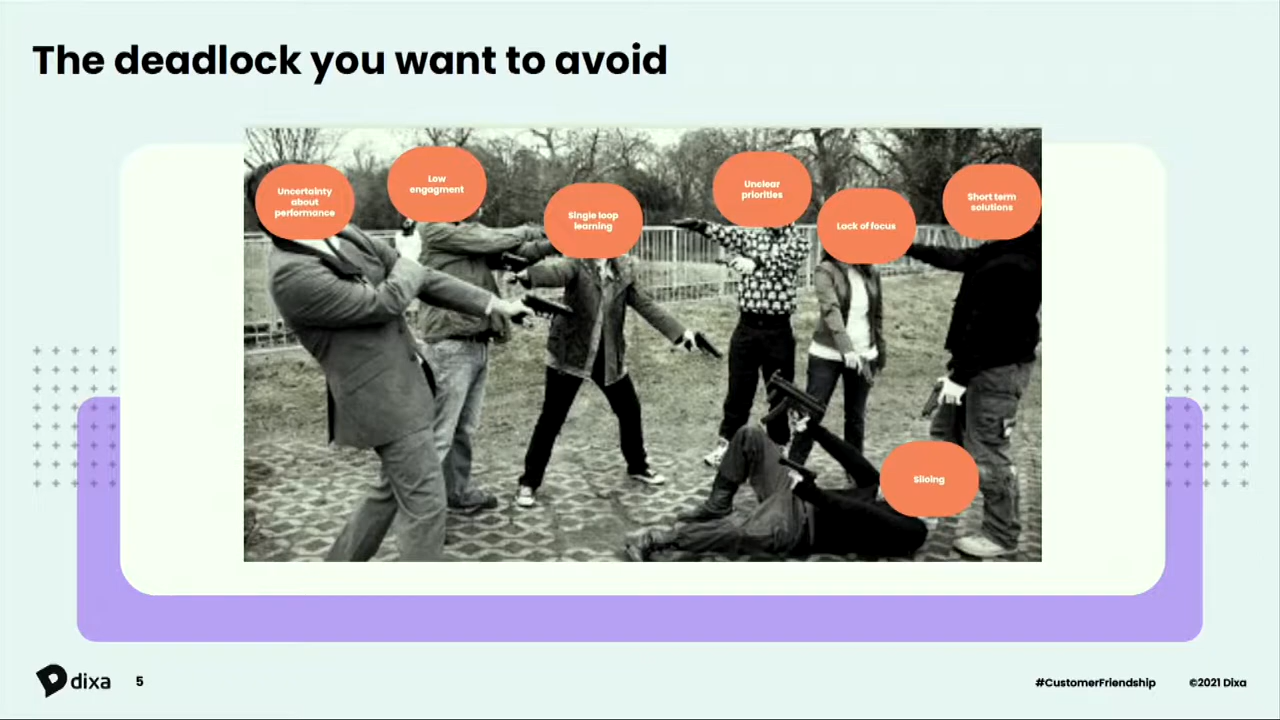 The deadlock you want to avoid
Uncertainty
about
performance
Low
engagment
Single loop
learning
Unclear
priorities
Lack of focus
Short term
solutions
Siloing
dixa
5
#CustomerFriendship
©2021 Dixa